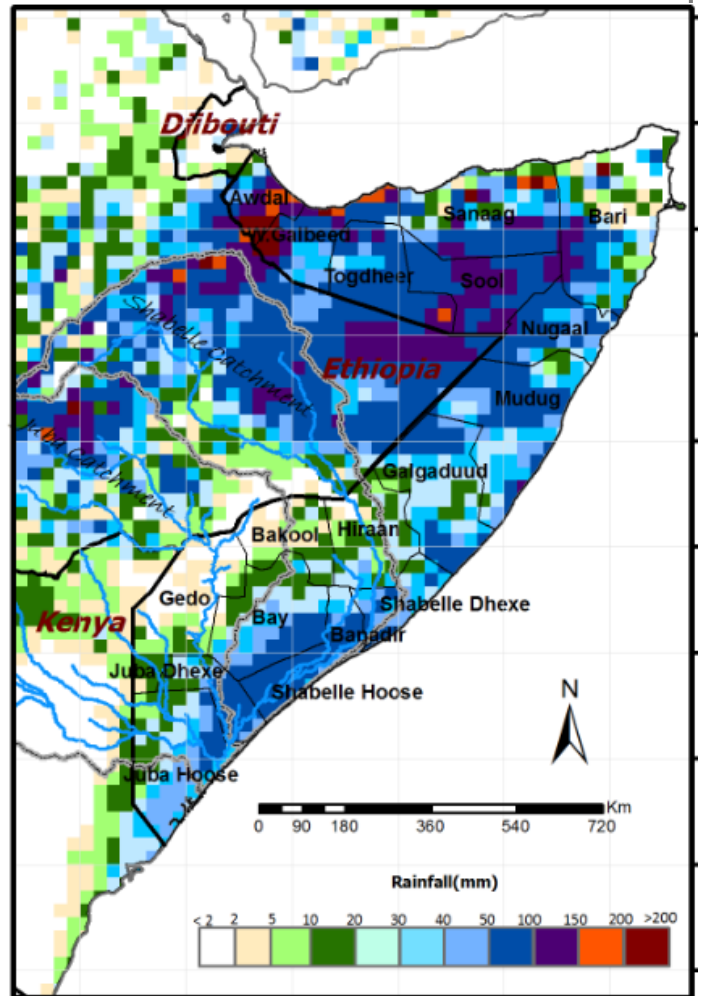 Djibouti
Awdal
W.Galbeed
Sanaag
Bari
Togdheer
Sool
Shabelle Catchment
Nugaal
Ethiopia
Mudug
Juba Catchment
Galgaduud
Bakool
Hiraan
Gedo
Shabelle Dhexe
Bay
Kenya
Banadir
Juba Dhexe
Shabelle Hoose
N
Juba Hoose
Km
0 90 180 360 540 720
Rainfall(mm)
< 2 2 5 10 20 30 40 50 100 150 200 >200